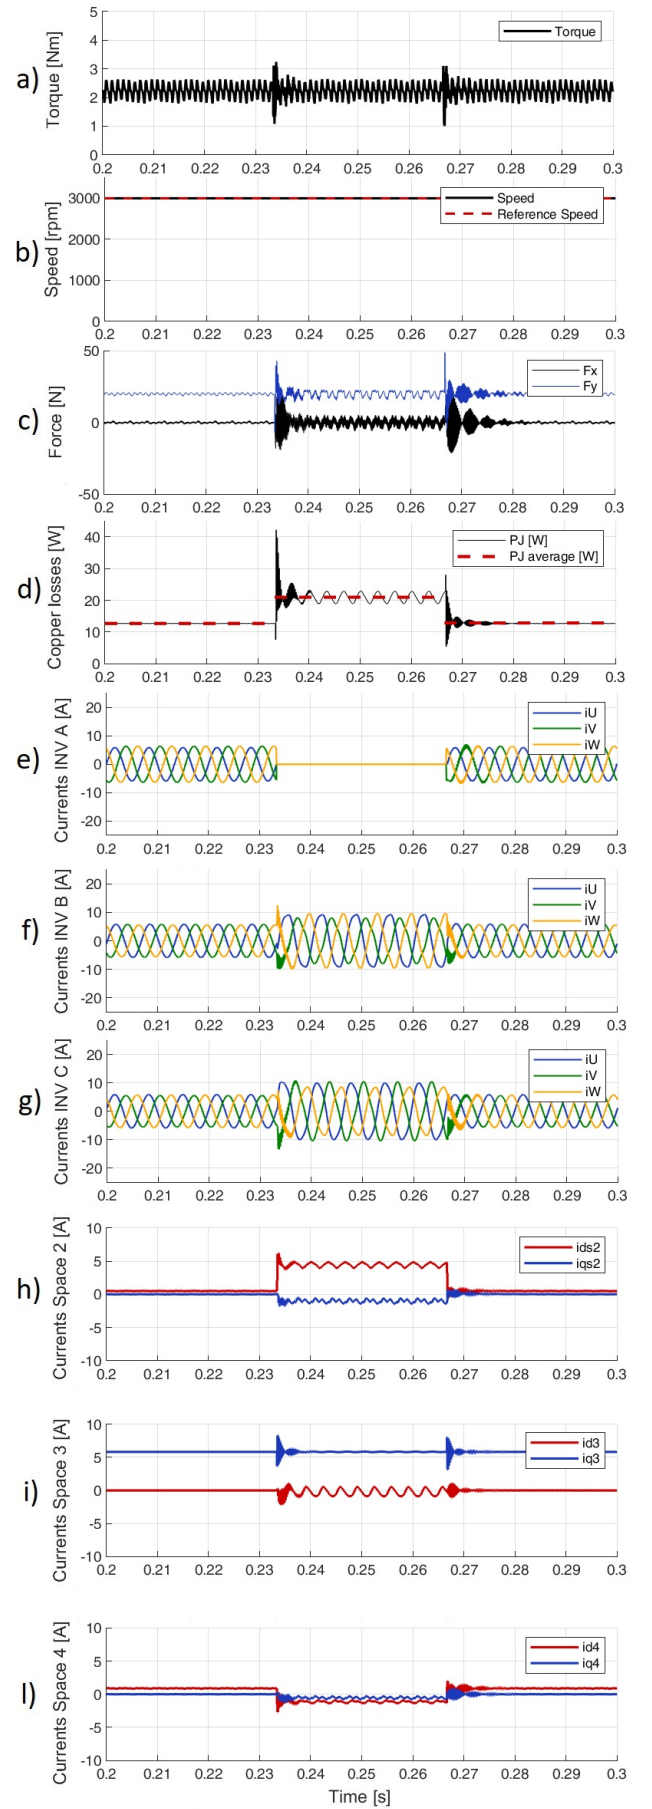 a)
Torque [Nm]
5
4
3
2
1
0
Torque
0.2 0.21 0.22 0.23 0.24 0.25 0.26 0.27 0.28 0.29 0.3
b)
Speed [rpm]
3000
2000
1000
0
Speed
Reference Speed
0.2 0.21 0.22 0.23 0.24 0.25 0.26 0.27 0.28 0.29 0.3
c)
Force [N]
50
0
-50
Fx
Fy
0.2 0.21 0.22 0.23 0.24 0.25 0.26 0.27 0.28 0.29 0.3
d)
Copper losses [W]
40
30
20
10
0
PJ [W]
PJ average [W]
0.2 0.21 0.22 0.23 0.24 0.25 0.26 0.27 0.28 0.29 0.3
e)
Currents INV A [A]
20
10
0
-10
-20
iU
iV
iW
0.2 0.21 0.22 0.23 0.24 0.25 0.26 0.27 0.28 0.29 0.3
f)
Currents INV B [A]
20
10
0
-10
-20
iU
iV
iW
0.2 0.21 0.22 0.23 0.24 0.25 0.26 0.27 0.28 0.29 0.3
g)
Currents INV C [A]
20
10
0
-10
-20
iU
iV
iW
0.2 0.21 0.22 0.23 0.24 0.25 0.26 0.27 0.28 0.29 0.3
h)
Currents Space 2 [A]
10
5
0
-5
-10
ids2
iqs2
0.2 0.21 0.22 0.23 0.24 0.25 0.26 0.27 0.28 0.29 0.3
i)
Currents Space 3 [A]
10
5
0
-5
-10
id3
iq3
0.2 0.21 0.22 0.23 0.24 0.25 0.26 0.27 0.28 0.29 0.3
l)
Currents Space 4 [A]
10
5
0
-5
-10
id4
iq4
0.2 0.21 0.22 0.23 0.24 0.25 0.26 0.27 0.28 0.29 0.3
Time [s]